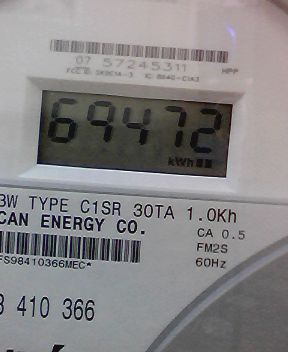 07 57245311
HPP
69472
kWh
3W TYPE C1SR 30TA 1.0Kh
CAN ENERGY CO.
CA 0.5
FM2S
60Hz
FS98410366MEC*
410 366